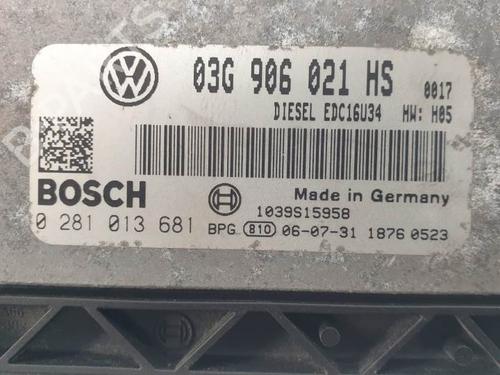 03G 906 021 HS 0017
DIESEL EDC16U34 HW: H05
BOSCH
Made in Germany
0 281 013 681
1039S15958
BPG 810 06-07-31 1876 0523